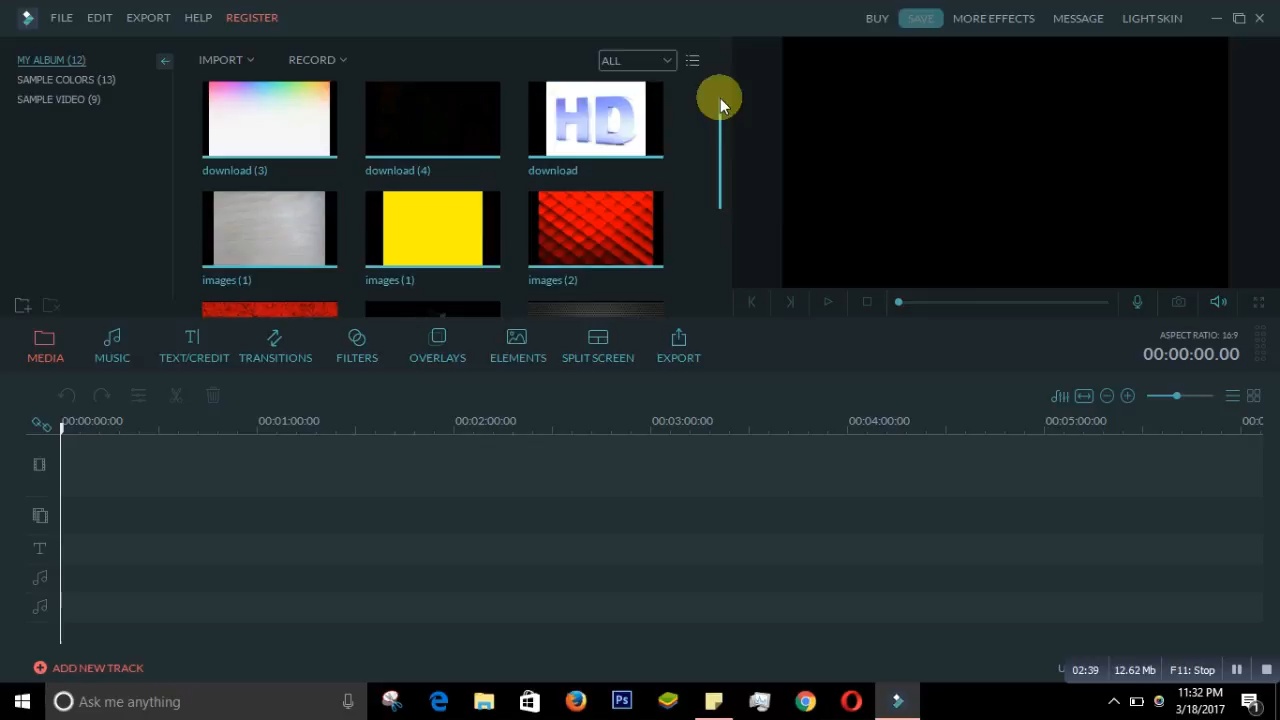 FILE EDIT EXPORT HELP REGISTER BUY SAVE MORE EFFECTS MESSAGE LIGHT SKIN
MY ALBUM (12) IMPORT RECORD ALL
SAMPLE COLORS (13)
SAMPLE VIDEO (9)
HD
download (3) download (4) download
images (1) images (1) images (2)
MEDIA MUSIC TEXT/CREDIT TRANSITIONS FILTERS OVERLAYS ELEMENTS SPLIT SCREEN EXPORT
ASPECT RATIO: 16:9
00:00:00.00
00:00:00:00 00:01:00:00 00:02:00:00 00:03:00:00 00:04:00:00 00:05:00:00
T
ADD NEW TRACK
02:39 12.62 Mb F11: Stop
Ask me anything
Ps
11:32 PM
3/18/2017
1